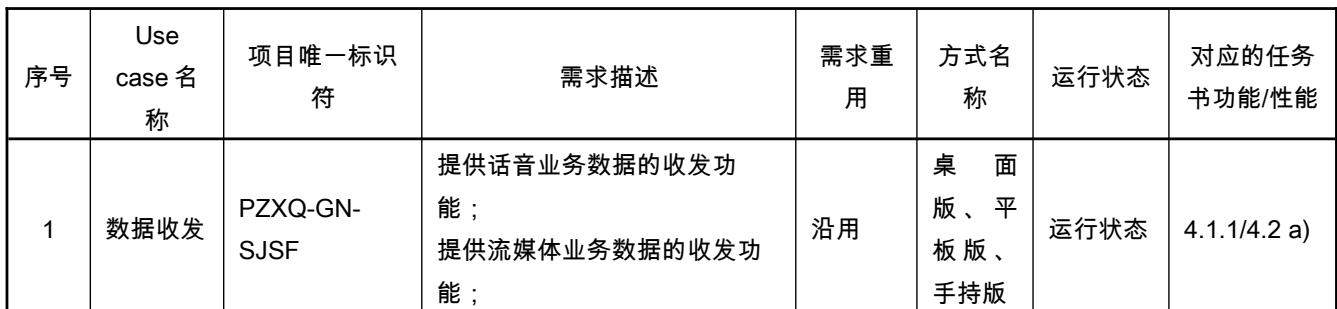 序号
Use
case 名
称
项目唯一标识
符
需求描述
需求重
用
方式名
称
运行状态
对应的任务
书功能/性能
1
数据收发
PZXQ-GN-
SJSF
提供话音业务数据的收发功
能；
提供流媒体业务数据的收发功
能；
沿用
桌面
版、平
板版、
手持版
运行状态
4.1.1/4.2 a)